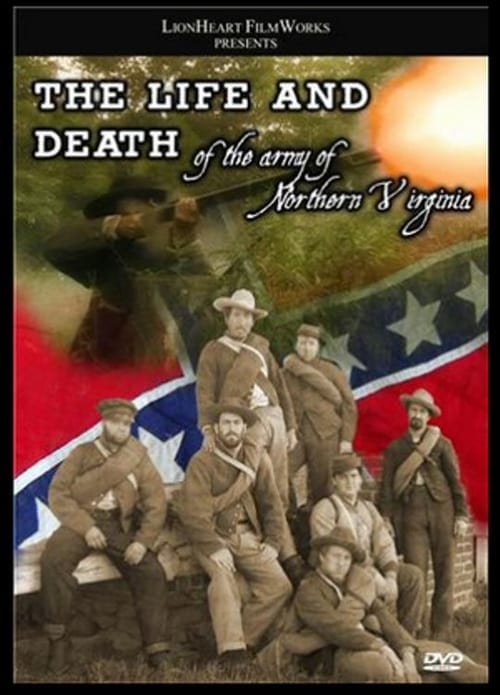 LIONHEART FILMWORKS
PRESENTS
THE LIFE AND
DEATH of the army of
Northern Virginia
DVD